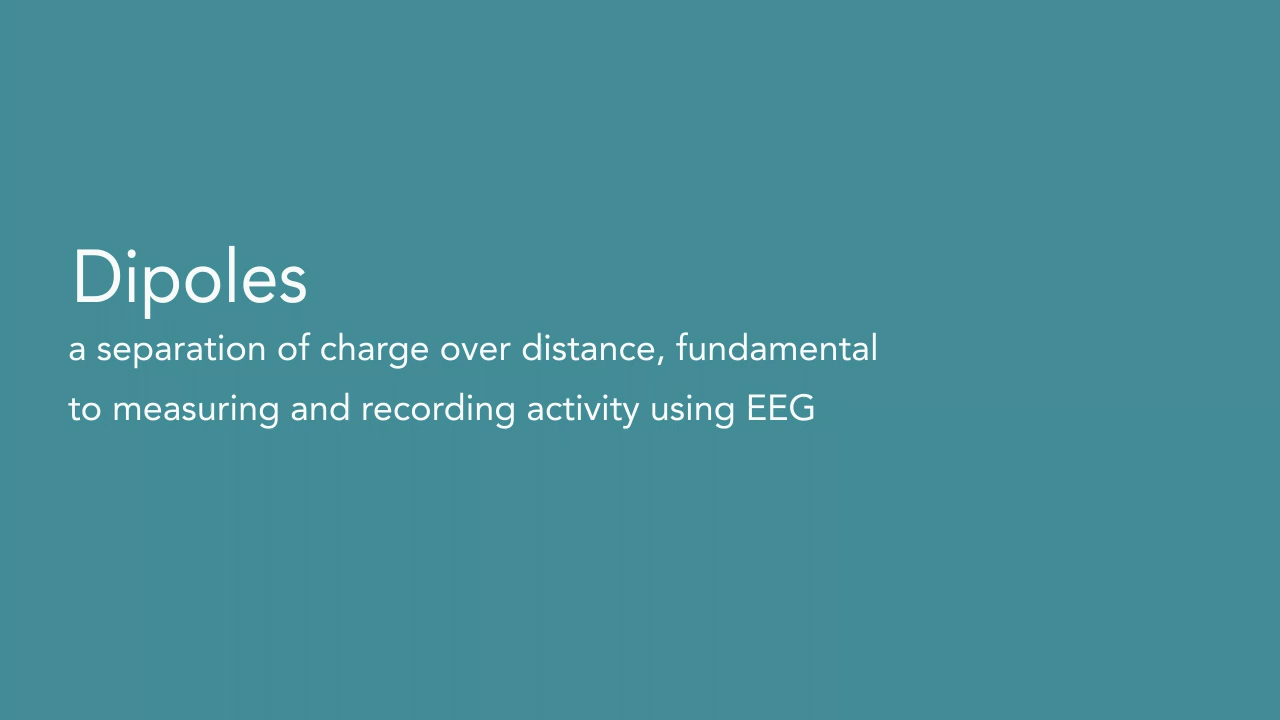 Dipoles
a separation of charge over distance, fundamental
to measuring and recording activity using EEG